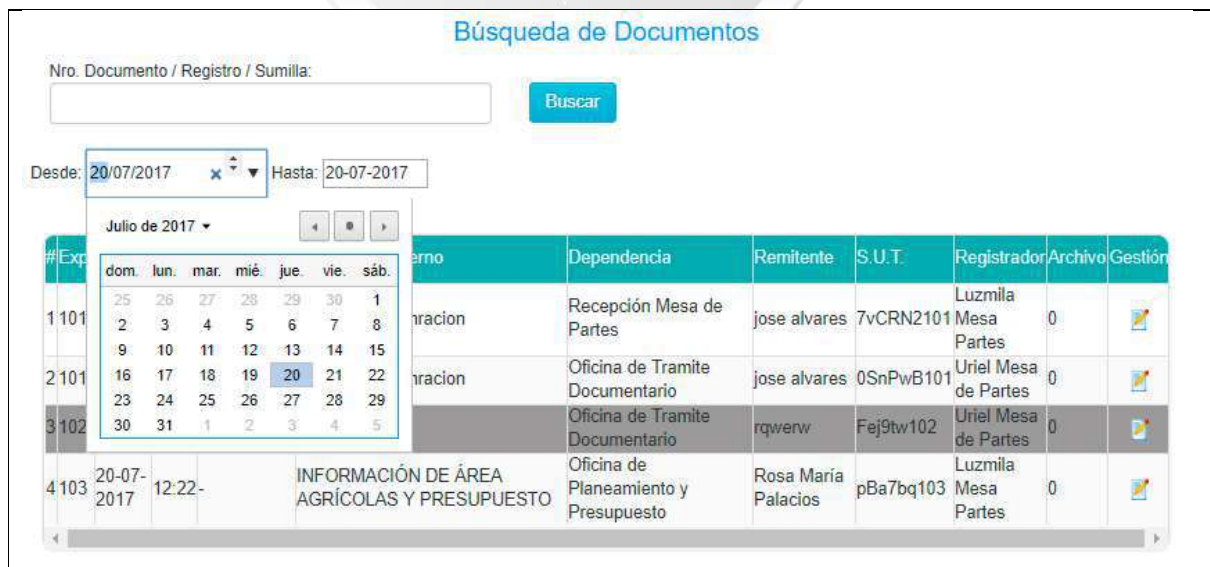 Búsqueda de Documentos
Nro. Documento / Registro / Sumilla:
Buscar
Desde: 20/07/2017 Hasta: 20-07-2017
Julio de 2017
dom. lun. mar. mié. jue. vie. sáb.
25 26 27 28 29 30 1
2 3 4 5 6 7 8
9 10 11 12 13 14 15
16 17 18 19 20 21 22
23 24 25 26 27 28 29
30 31 1 2 3 4 5
# Exp erno Dependencia Remitente S.U.T. Registrador Archivo Gestión
1 101 nracion Recepción Mesa de Partes jose alvares 7vCRN2101 Luzmila Mesa Partes 0
2 101 nracion Oficina de Tramite Documentario jose alvares 0SnPwB101 Uriel Mesa de Partes 0
3 102 Oficina de Tramite Documentario rqwerw Fej9tw102 Uriel Mesa de Partes 0
4 103 20-07-2017 12:22 - INFORMACIÓN DE ÁREA AGRÍCOLAS Y PRESUPUESTO Oficina de Planeamiento y Presupuesto Rosa María Palacios pBa7bq103 Luzmila Mesa Partes 0